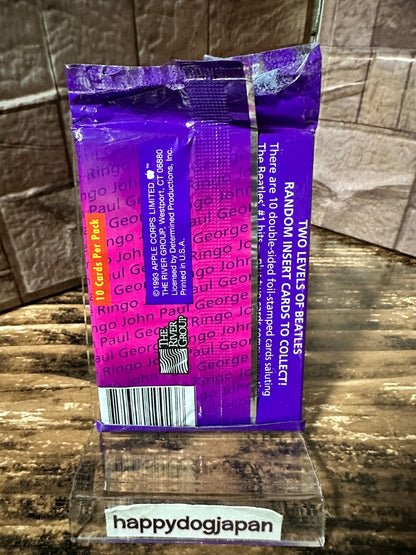 TWO LEVELS OF BEATLES
RANDOM INSERT CARDS TO COLLECT!
There are 10 double-sided foil-stamped cards saluting
The Beatles' #1 hits
©1993 APPLE CORPS LIMITED
THE RIVER GROUP, Westport, CT 06880
Licensed by Determined Productions, Inc.
Printed in U.S.A.
THE
RIVER
GROUP
10 Cards Per Pack
Ringo John Paul George
happydogjapan